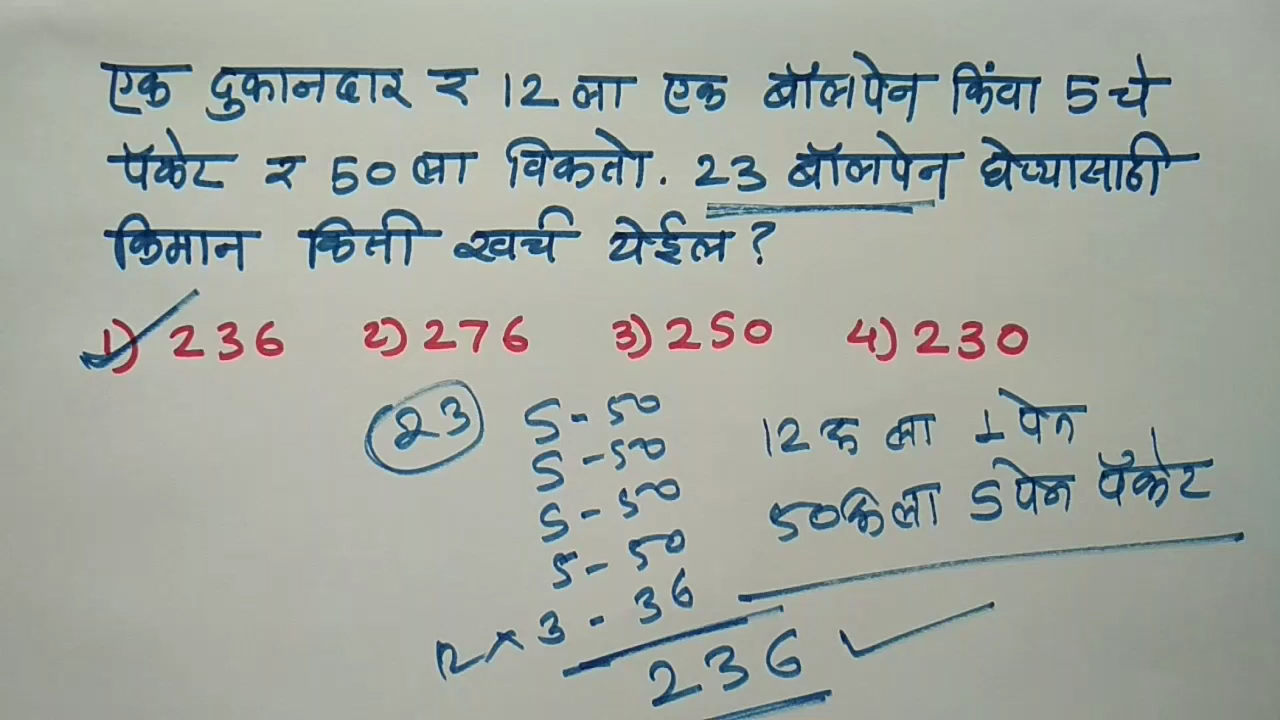 एक दुकानदार र 12 ला एक बॉलपेन किंवा 5 चे
पॅकेट र 50 ला विकतो. 23 बॉलपेन घेण्यासाठी
किमान किती खर्च येईल?
1) 236 2) 276 3) 250 4) 230
23
5 - 50
5 - 50
5 - 50
5 - 50
12 × 3 - 36
236
12 रु ला 1 पेन
50 रु ला 5 पेन पॅकेट